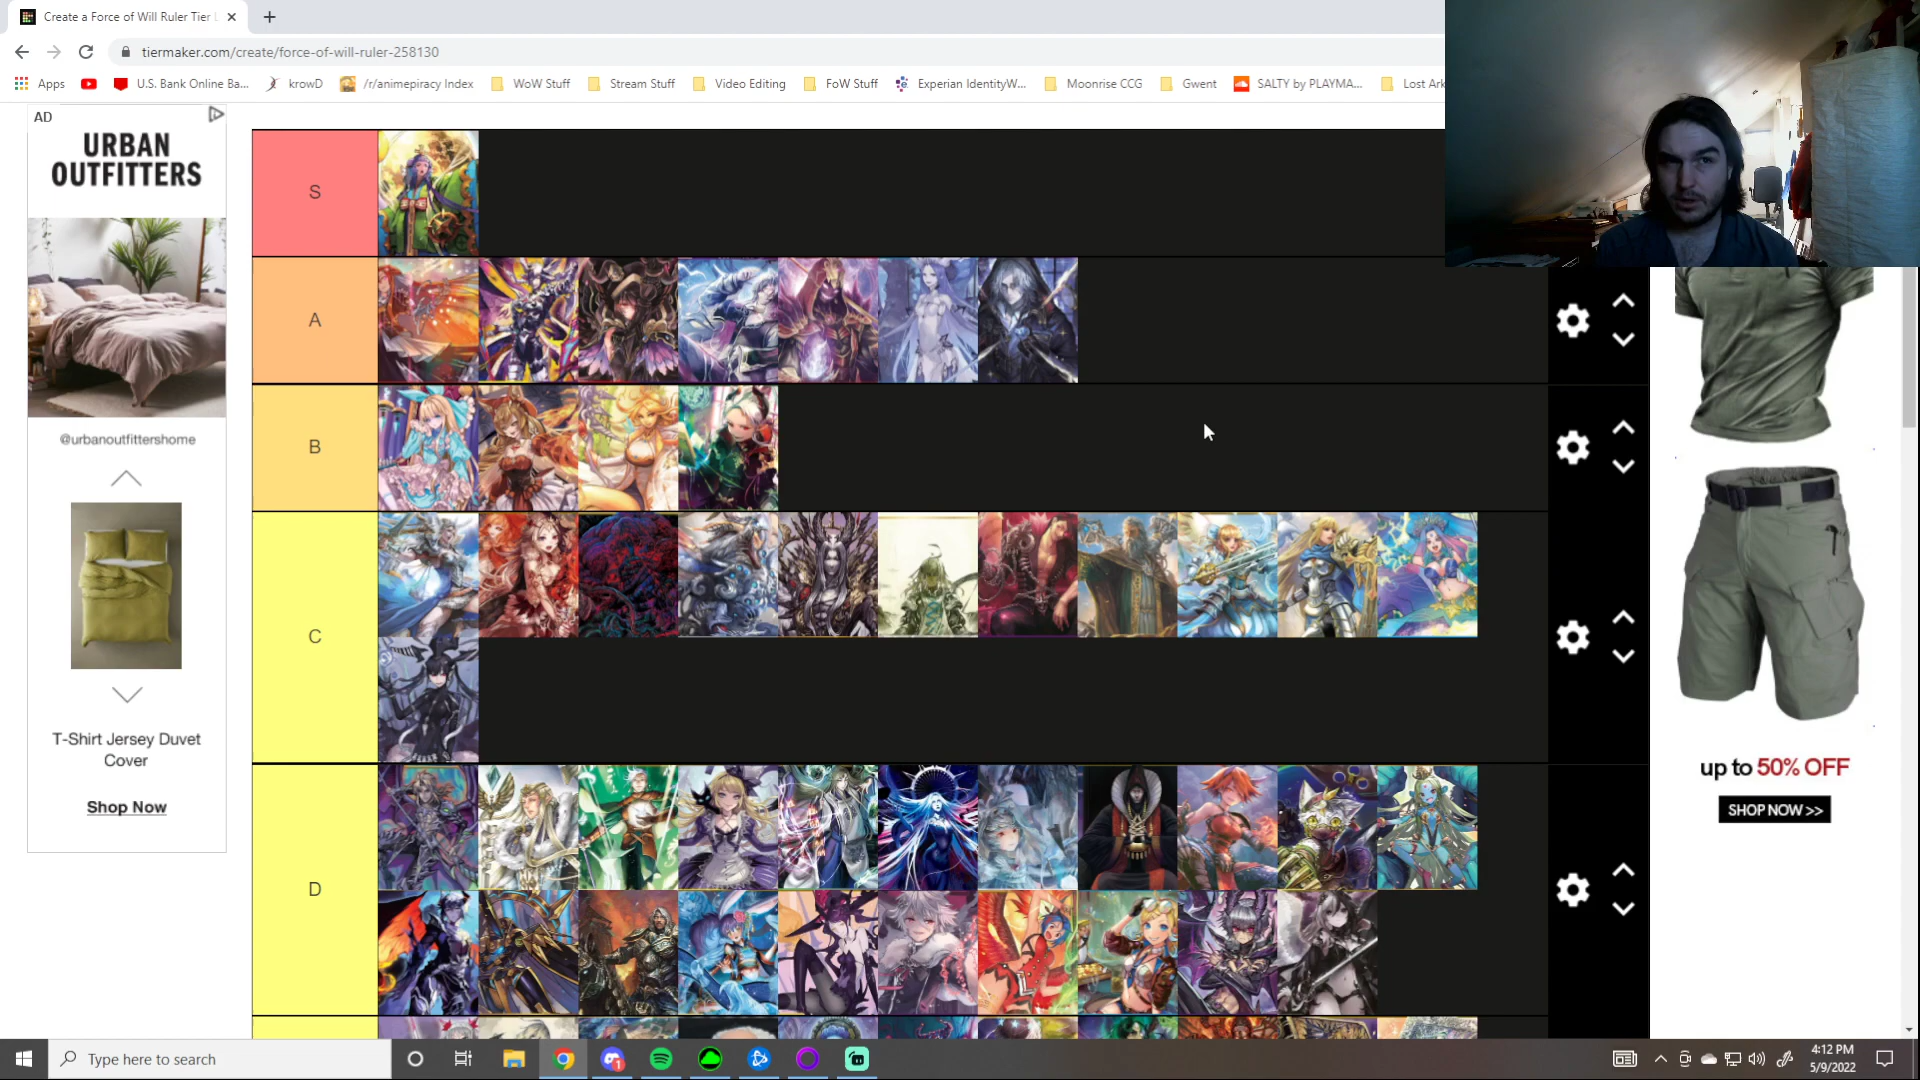 Create a Force of Will Ruler Tier L
tiermaker.com/create/force-of-will-ruler-258130
Apps
U.S. Bank Online Ba...
krowD
/r/animepiracy Index
WoW Stuff
Stream Stuff
Video Editing
FoW Stuff
Experian IdentityW...
Moonrise CCG
Gwent
SALTY by PLAYMA...
Lost Ark
AD
URBAN
OUTFITTERS
@urbanoutfittershome
T-Shirt Jersey Duvet
Cover
Shop Now
S
A
B
C
D
up to 50% OFF
SHOP NOW >>
Type here to search
1
4:12 PM
5/9/2022